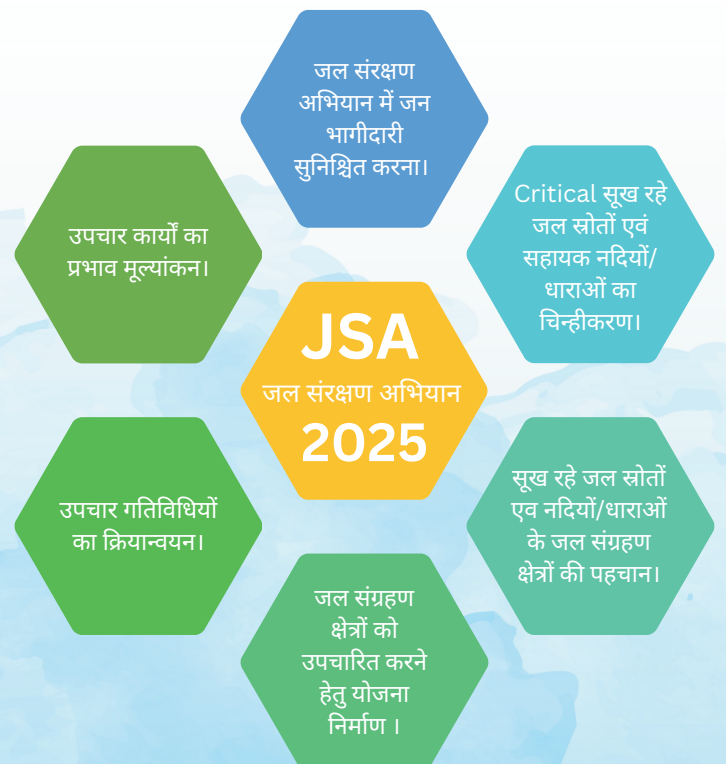 जल संरक्षण
अभियान में जन
भागीदारी
सुनिश्चित करना।
Critical सूख रहे
जल स्रोतों एवं
सहायक नदियों/
धाराओं का
चिन्हीकरण।
सूख रहे जल स्रोतों
एव नदियों/धाराओं
के जल संग्रहण
क्षेत्रों की पहचान।
जल संग्रहण
क्षेत्रों को
उपचारित करने
हेतु योजना
निर्माण ।
उपचार गतिविधियों
का क्रियान्वयन।
उपचार कार्यों का
प्रभाव मूल्यांकन।
JSA
जल संरक्षण अभियान
2025